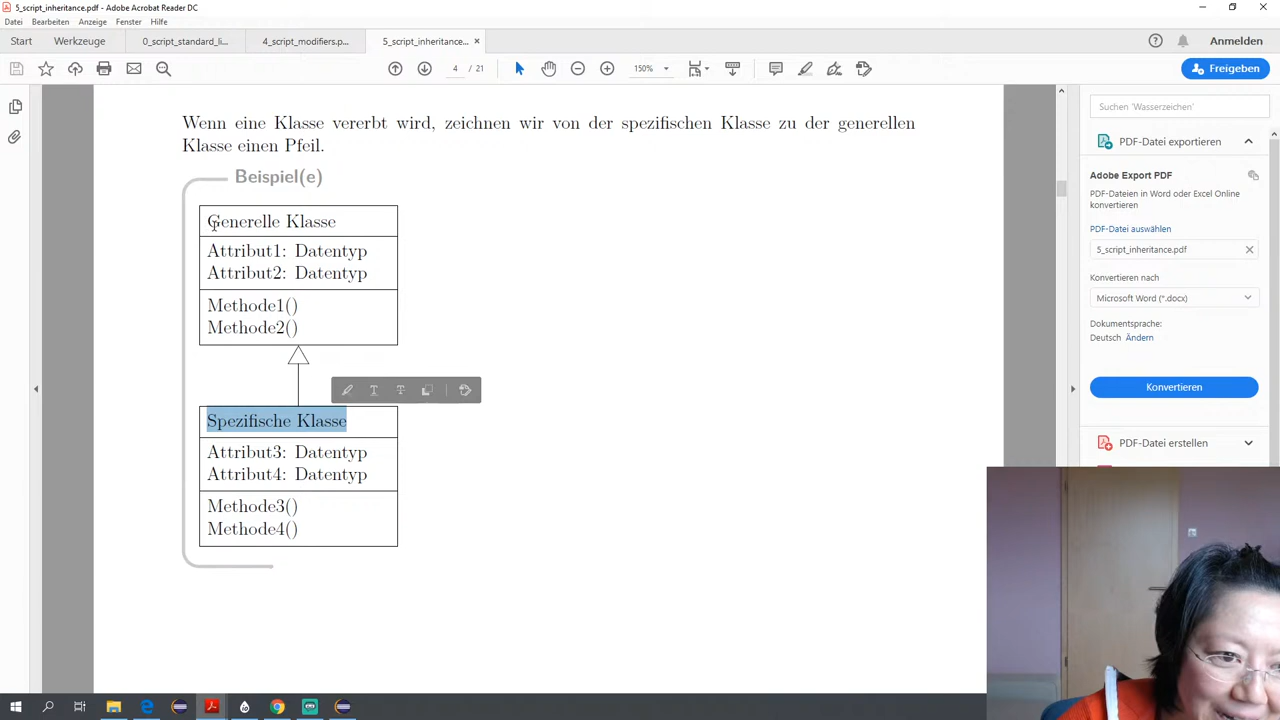 5_script_inheritance.pdf - Adobe Acrobat Reader DC
Datei Bearbeiten Anzeige Fenster Hilfe
Start Werkzeuge 0_script_standard_li... 4_script_modifiers.p... 5_script_inheritance... × Anmelden
4 / 21 150% Freigeben
Wenn eine Klasse vererbt wird, zeichnen wir von der spezifischen Klasse zu der generellen
Klasse einen Pfeil.
Beispiel(e)
Generelle Klasse
Attribut1: Datentyp
Attribut2: Datentyp
Methode1()
Methode2()
Spezifische Klasse
Attribut3: Datentyp
Attribut4: Datentyp
Methode3()
Methode4()
Suchen 'Wasserzeichen'
PDF-Datei exportieren
Adobe Export PDF
PDF-Dateien in Word oder Excel Online
konvertieren
PDF-Datei auswählen
5_script_inheritance.pdf
Konvertieren nach
Microsoft Word (*.docx)
Dokumentsprache:
Deutsch Ändern
Konvertieren
PDF-Datei erstellen